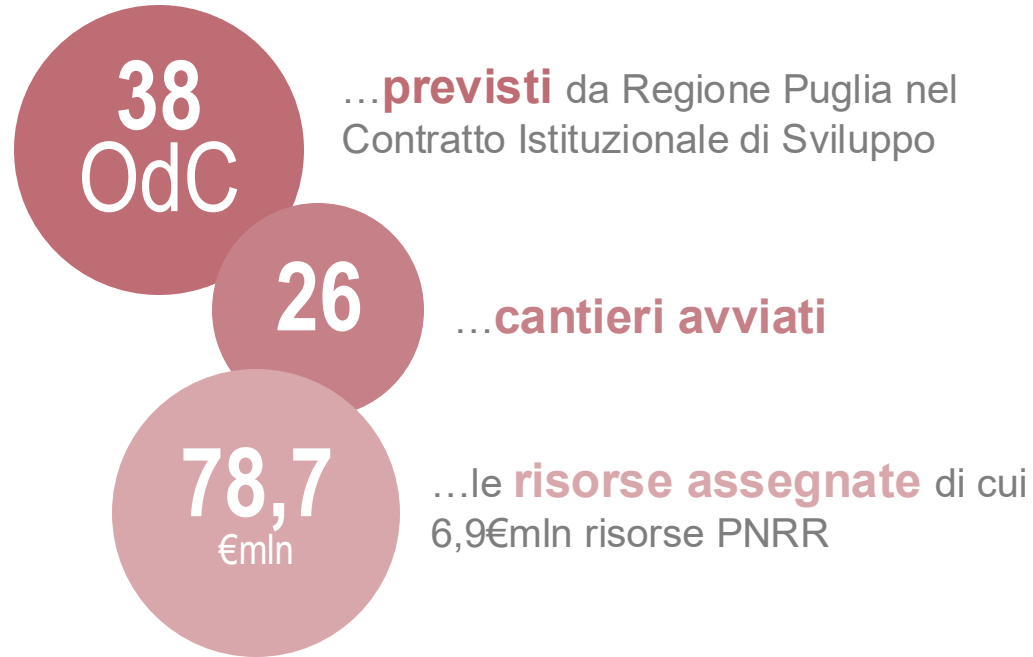 38
OdC
…previsti da Regione Puglia nel
Contratto Istituzionale di Sviluppo
26
…cantieri avviati
78,7
€mln
…le risorse assegnate di cui
6,9€mln risorse PNRR